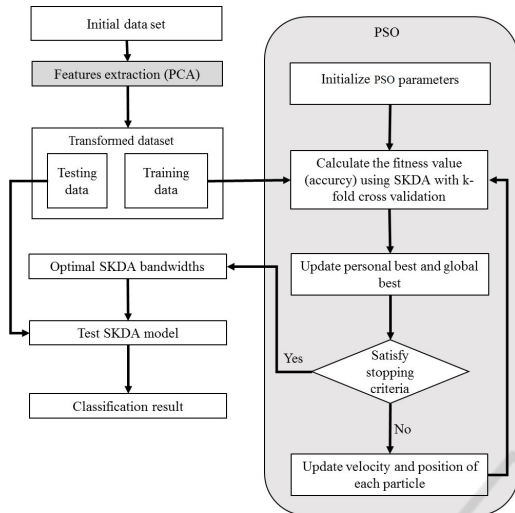 Initial data set
Features extraction (PCA)
Transformed dataset
Testing
data
Training
data
Optimal SKDA bandwidths
Test SKDA model
Classification result
PSO
Initialize PSO parameters
Calculate the fitness value
(accurcy) using SKDA with k-
fold cross validation
Update personal best and global
best
Satisfy
stopping
criteria
Yes
No
Update velocity and position of
each particle